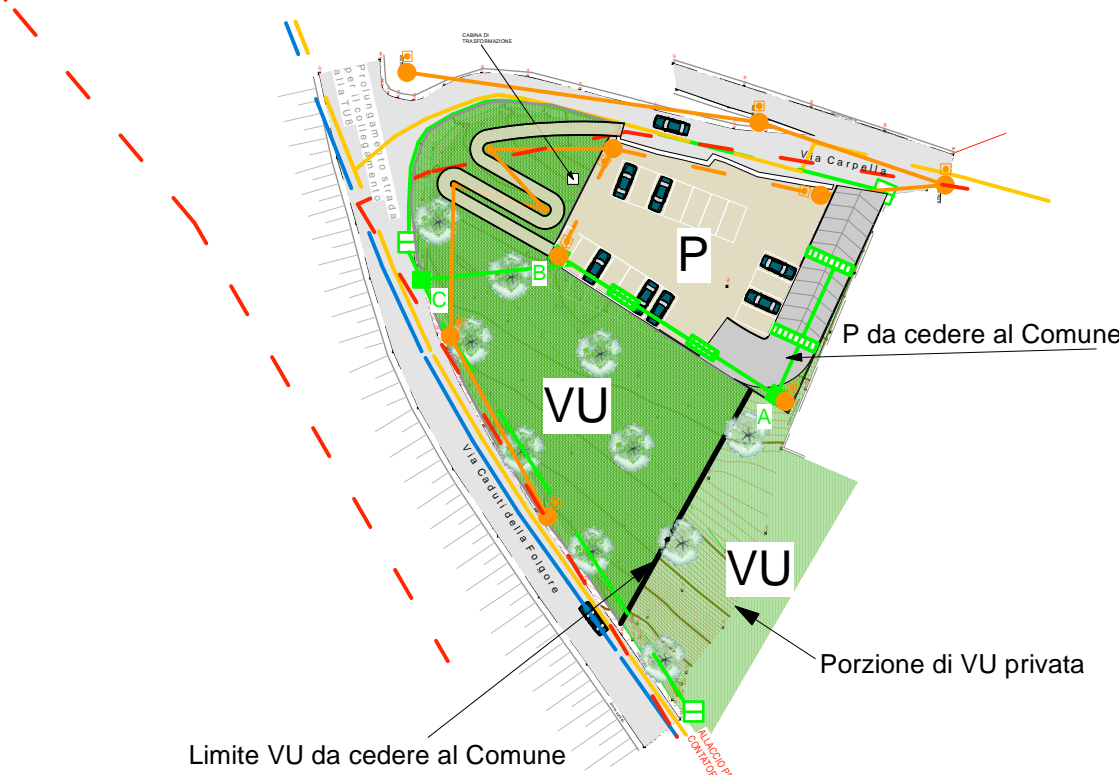 CABINA DI
TRASFORMAZIONE
Prolungamento strada
per il collegamento
alla TU8
Via Carpella
P
B
C
P da cedere al Comune
VU
A
Via Caduti della Folgore
VU
Porzione di VU privata
Limite VU da cedere al Comune
ALLACCIO